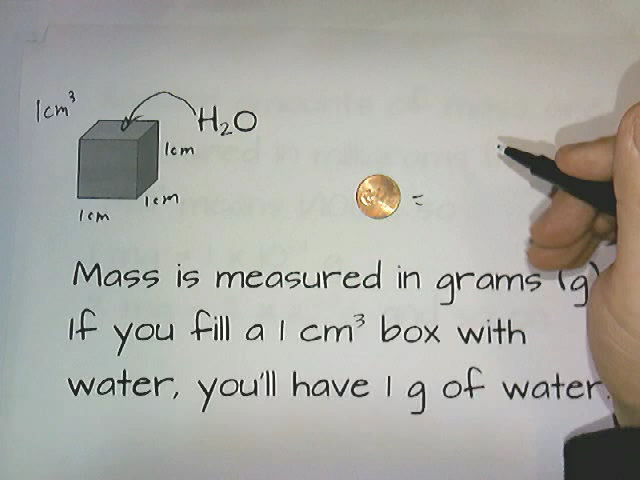 1cm³
H₂O
1cm
1cm
1cm
=
Mass is measured in grams (g)
If you fill a 1 cm³ box with
water, you'll have 1 g of water.